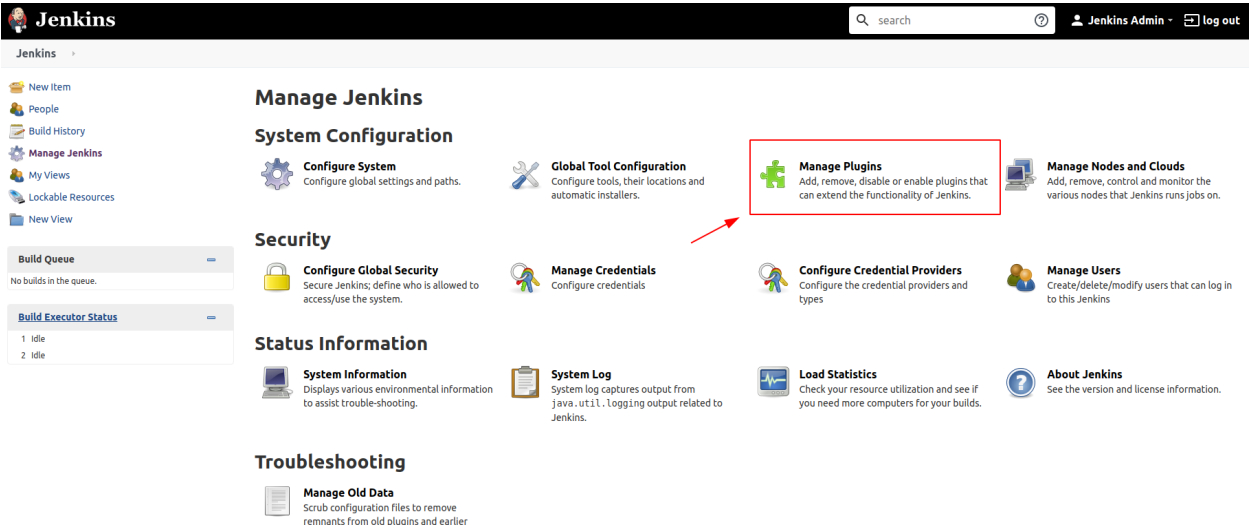 Jenkins
search
Jenkins Admin
log out
Jenkins
New Item
People
Build History
Manage Jenkins
My Views
Lockable Resources
New View
Build Queue
No builds in the queue.
Build Executor Status
1 Idle
2 Idle
Manage Jenkins
System Configuration
Configure System
Configure global settings and paths.
Global Tool Configuration
Configure tools, their locations and
automatic installers.
Manage Plugins
Add, remove, disable or enable plugins that
can extend the functionality of Jenkins.
Manage Nodes and Clouds
Add, remove, control and monitor the
various nodes that Jenkins runs jobs on.
Security
Configure Global Security
Secure Jenkins; define who is allowed to
access/use the system.
Manage Credentials
Configure credentials
Configure Credential Providers
Configure the credential providers and
types
Manage Users
Create/delete/modify users that can log in
to this Jenkins
Status Information
System Information
Displays various environmental information
to assist trouble-shooting.
System Log
System log captures output from
java.util.logging output related to
Jenkins.
Load Statistics
Check your resource utilization and see if
you need more computers for your builds.
About Jenkins
See the version and license information.
Troubleshooting
Manage Old Data
Scrub configuration files to remove
remnants from old plugins and earlier